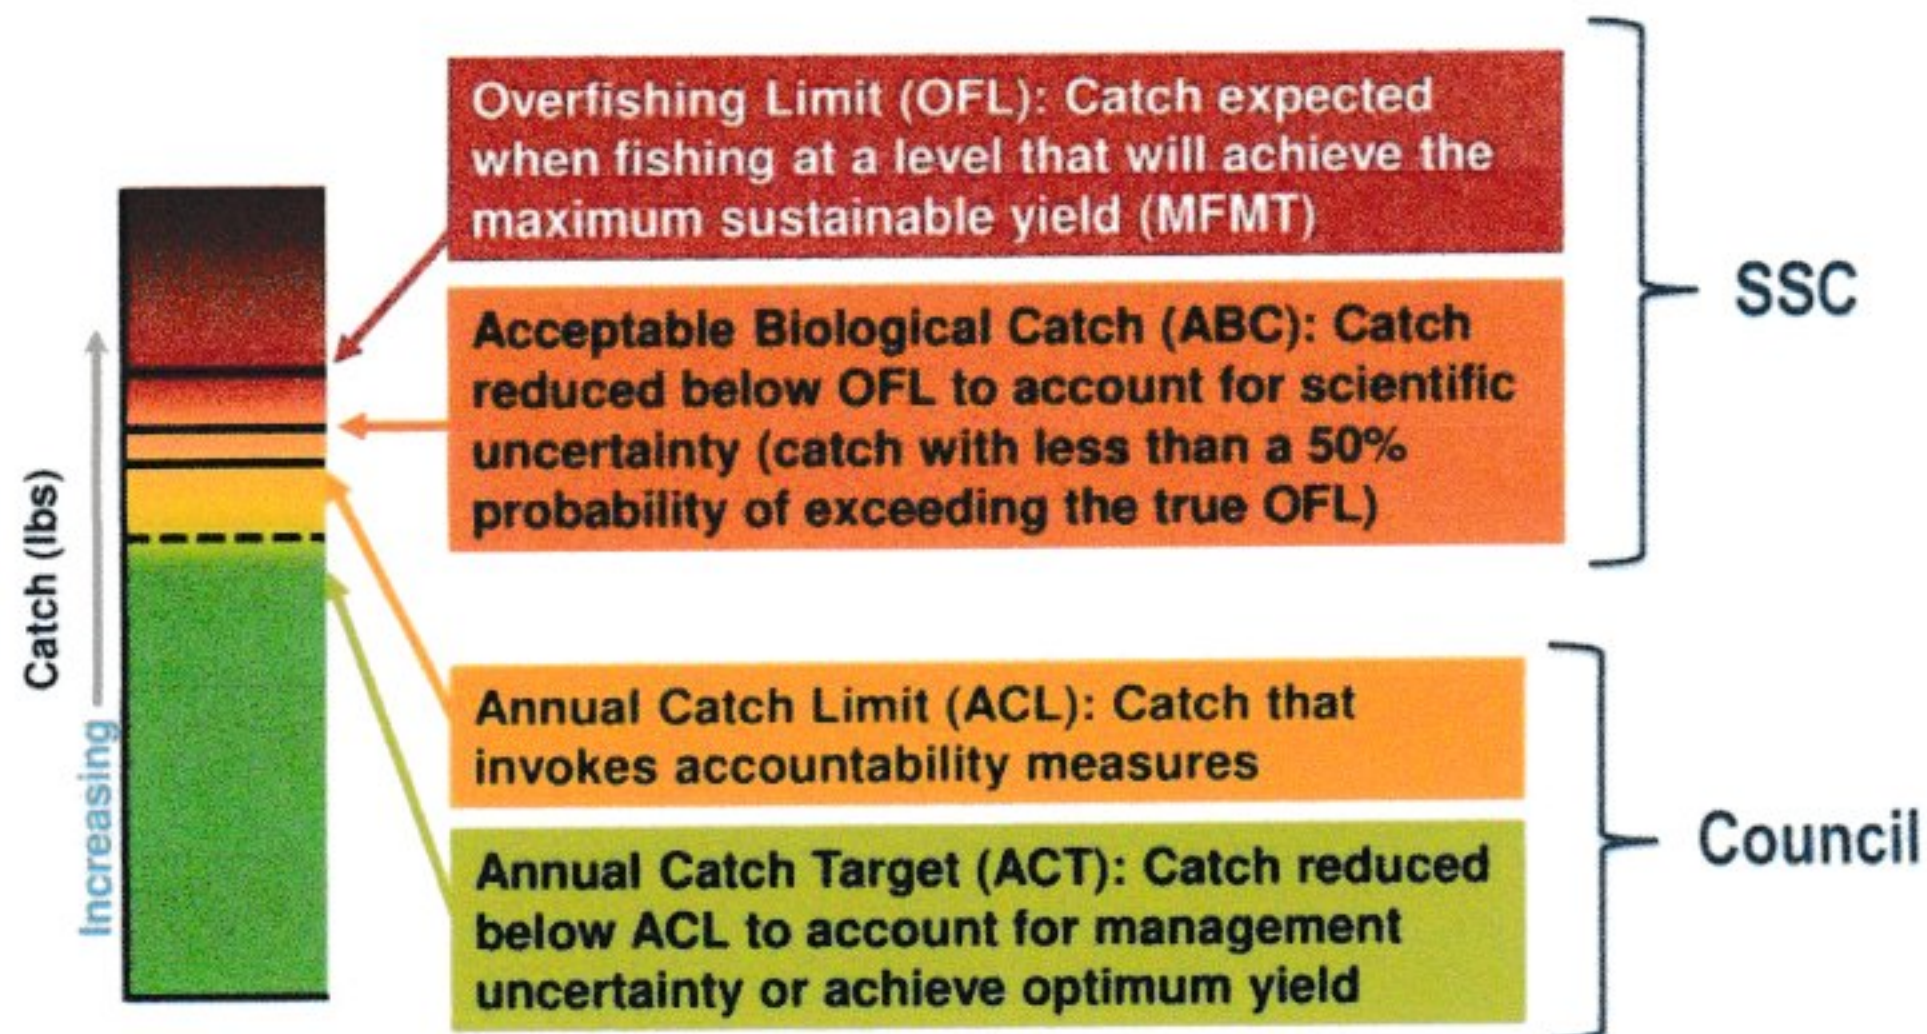 Overfishing Limit (OFL): Catch expected
when fishing at a level that will achieve the
maximum sustainable yield (MFMT)
Acceptable Biological Catch (ABC): Catch
reduced below OFL to account for scientific
uncertainty (catch with less than a 50%
probability of exceeding the true OFL)
SSC
Annual Catch Limit (ACL): Catch that
invokes accountability measures
Annual Catch Target (ACT): Catch reduced
below ACL to account for management
uncertainty or achieve optimum yield
Council
Catch (lbs)
Increasing